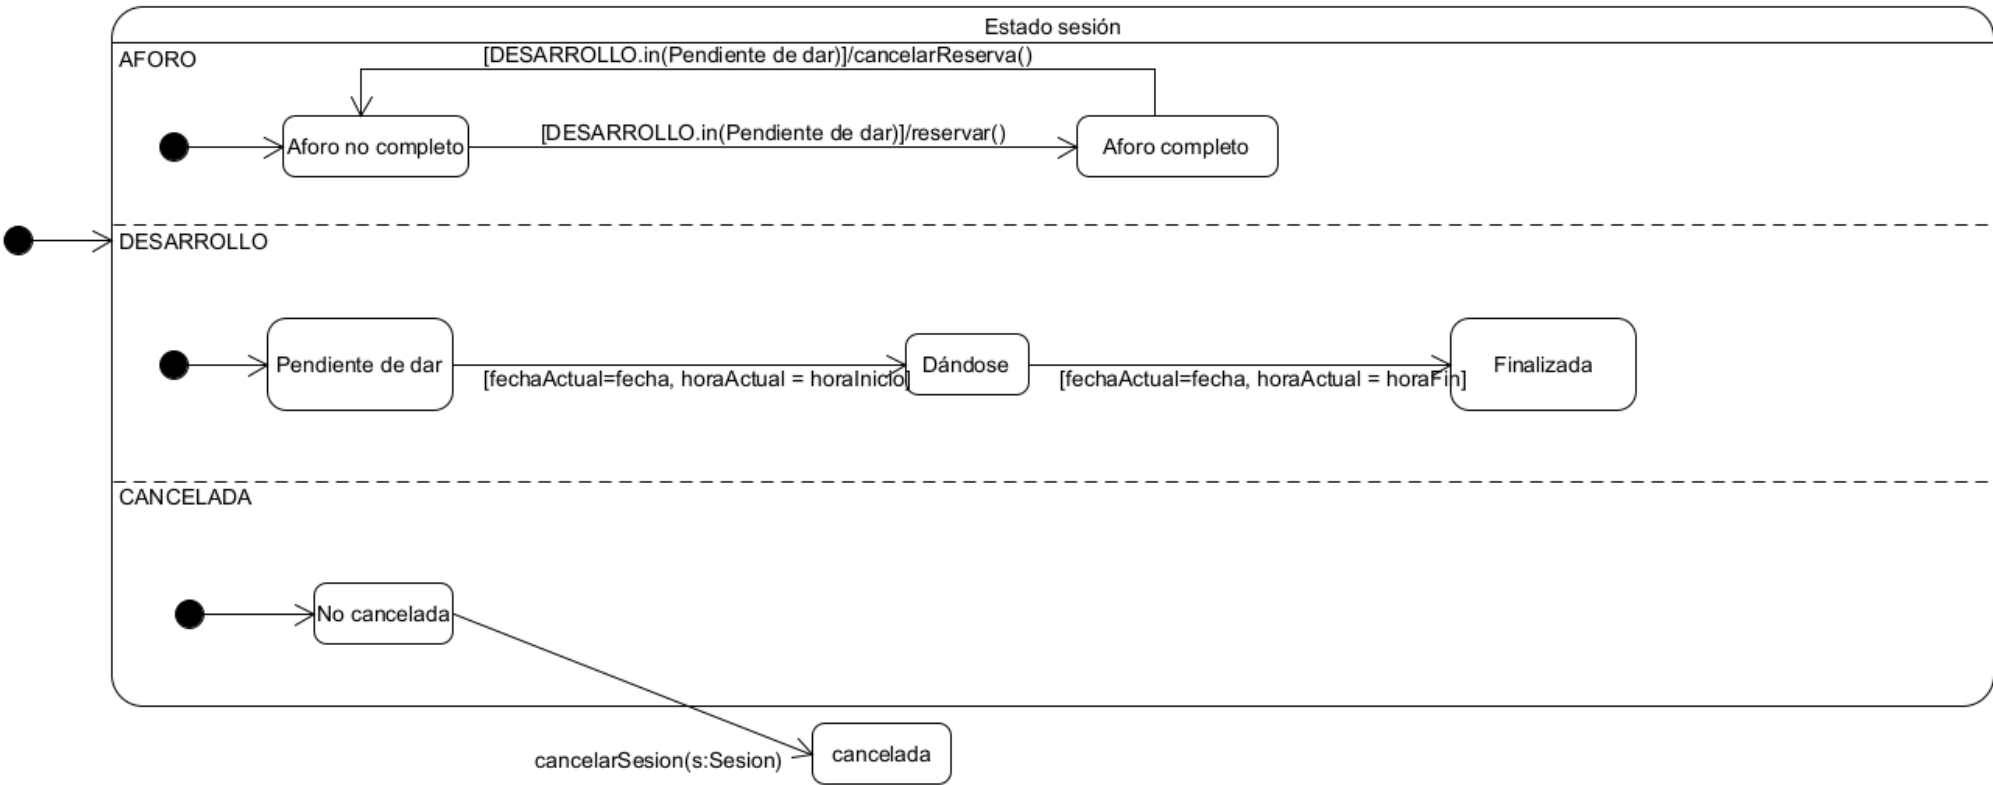 Estado sesión
AFORO
[DESARROLLO.in(Pendiente de dar)]/cancelarReserva()
Aforo no completo
[DESARROLLO.in(Pendiente de dar)]/reservar()
Aforo completo
DESARROLLO
Pendiente de dar
[fechaActual=fecha, horaActual = horaInicio]
Dándose
[fechaActual=fecha, horaActual = horaFin]
Finalizada
CANCELADA
No cancelada
cancelarSesion(s:Sesion)
cancelada